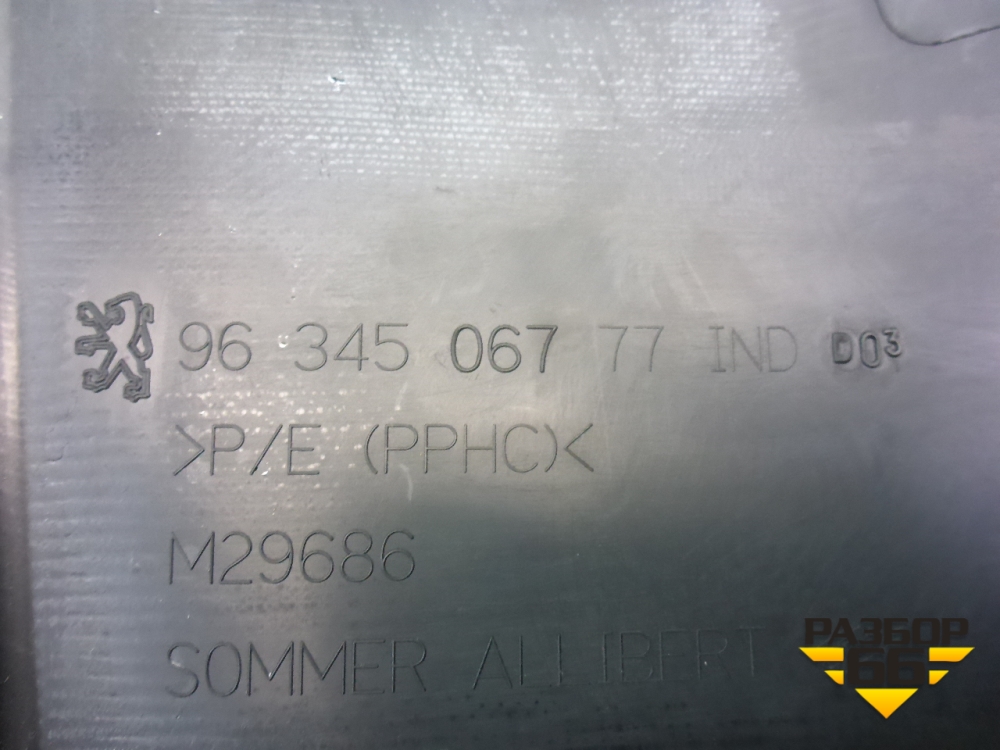 96 345 067 77 IND D03
>P/E (PPHC)<
M29686
SOMMER ALLIBERT
РАЗБОР
66